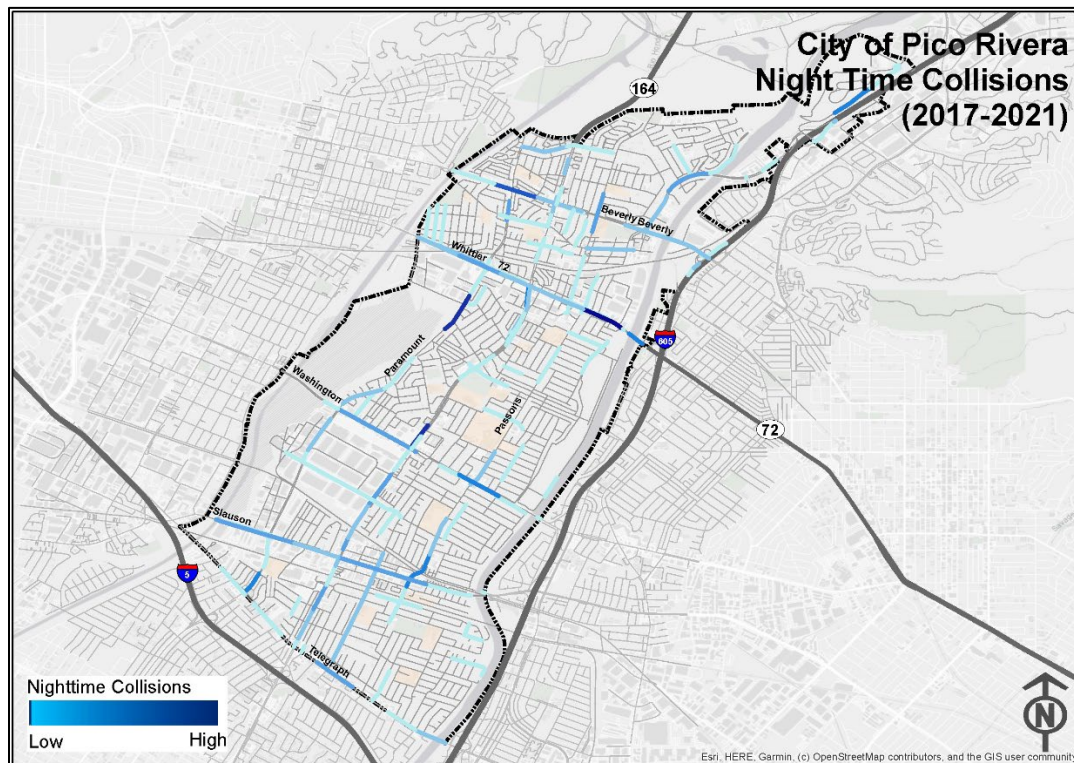 City of Pico Rivera
Night Time Collisions
(2017-2021)
164
Beverly Beverly
Whittier 72
605
Paramount
Washington
Passons
72
Slauson
5
Telegraph
Nighttime Collisions
Low High
N
Esri, HERE, Garmin, (c) OpenStreetMap contributors, and the GIS user community